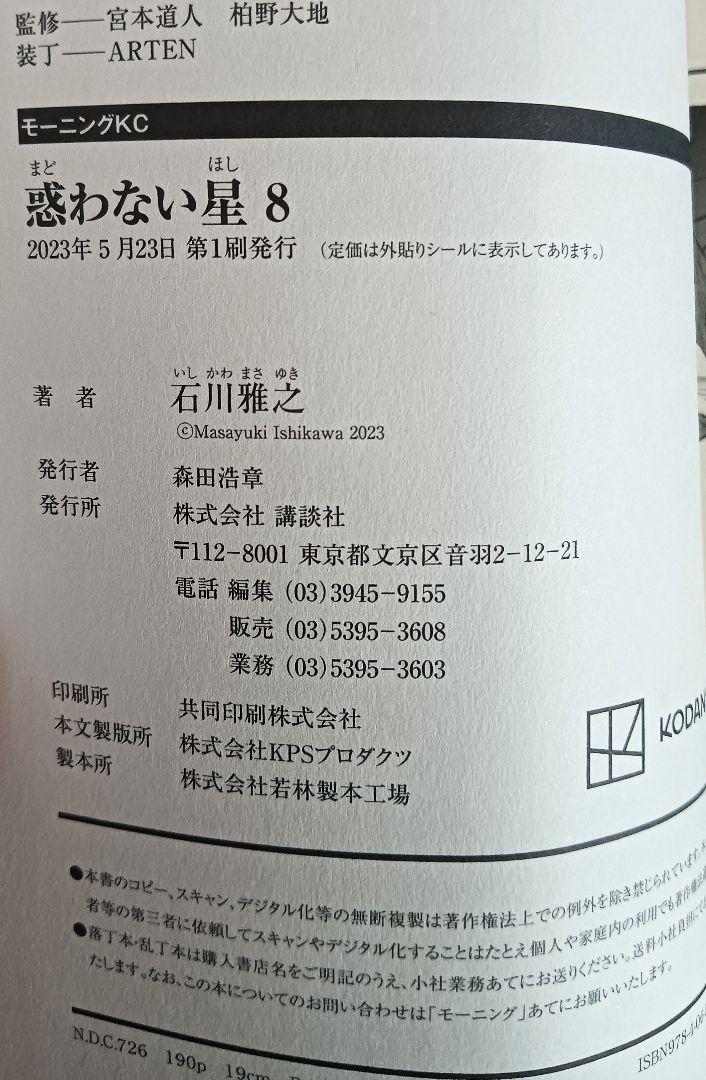 監修──宮本道人　柏野大地
装丁──ARTEN
モーニングKC
まど　ほし
惑わない星 8
2023年5月23日 第1刷発行 （定価は外貼りシールに表示してあります。）
いし かわ まさ ゆき
著者 石川雅之
©Masayuki Ishikawa 2023
発行者 森田浩章
発行所 株式会社 講談社
〒112-8001 東京都文京区音羽2-12-21
電話 編集 (03)3945-9155
販売 (03)5395-3608
業務 (03)5395-3603
印刷所 共同印刷株式会社
本文製版所 株式会社KPSプロダクツ
製本所 株式会社若林製本工場
KODAN
●本書のコピー、スキャン、デジタル化等の無断複製は著作権法上での例外を除き禁じられています。
者等の第三者に依頼してスキャンやデジタル化することはたとえ個人や家庭内の利用でも著作権法
●落丁本・乱丁本は購入書店名をご明記のうえ、小社業務あてにお送りください。送料小社負担にて
たします。なお、この本についてのお問い合わせは「モーニング」あてにお願いいたします。
N.D.C.726 190p 19cm
ISBN978-4-06-